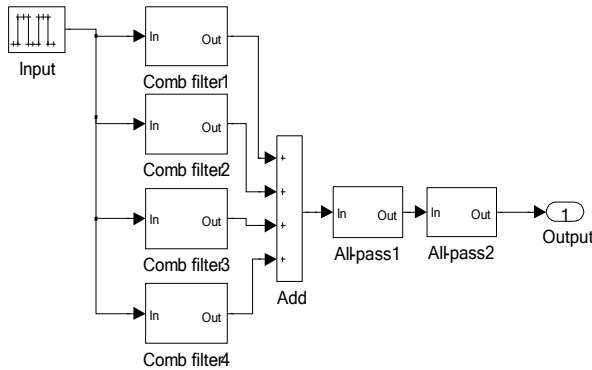 Input
In
Out
Comb filter1
In
Out
Comb filter2
In
Out
Comb filter3
In
Out
Comb filter4
+
+
+
+
Add
In
Out
All-pass1
In
Out
All-pass2
1
Output